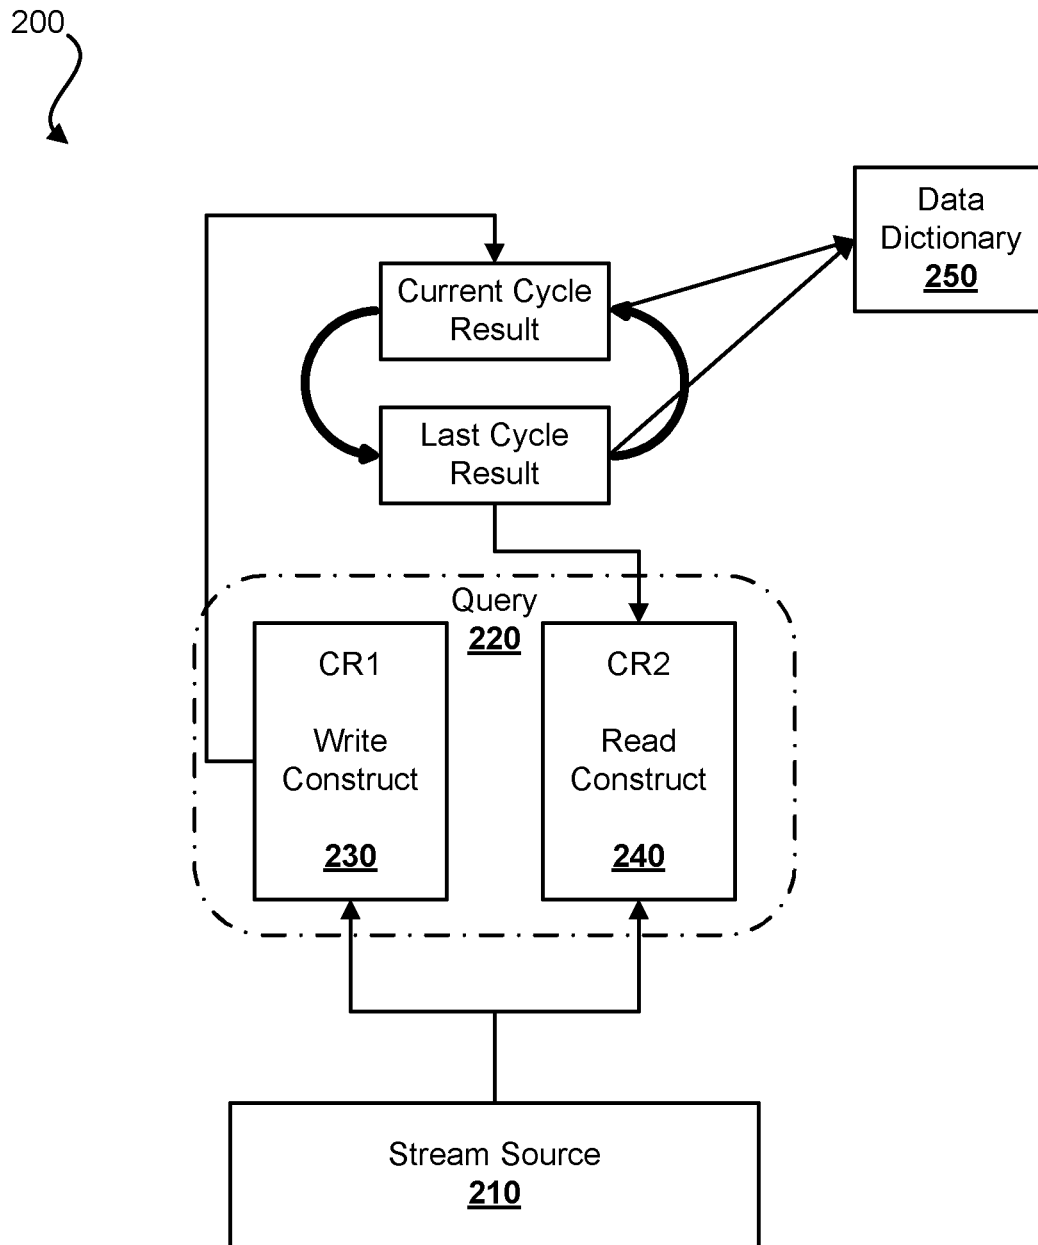 200
Data
Dictionary
250
Current Cycle
Result
Last Cycle
Result
Query
220
CR1
Write
Construct
230
CR2
Read
Construct
240
Stream Source
210